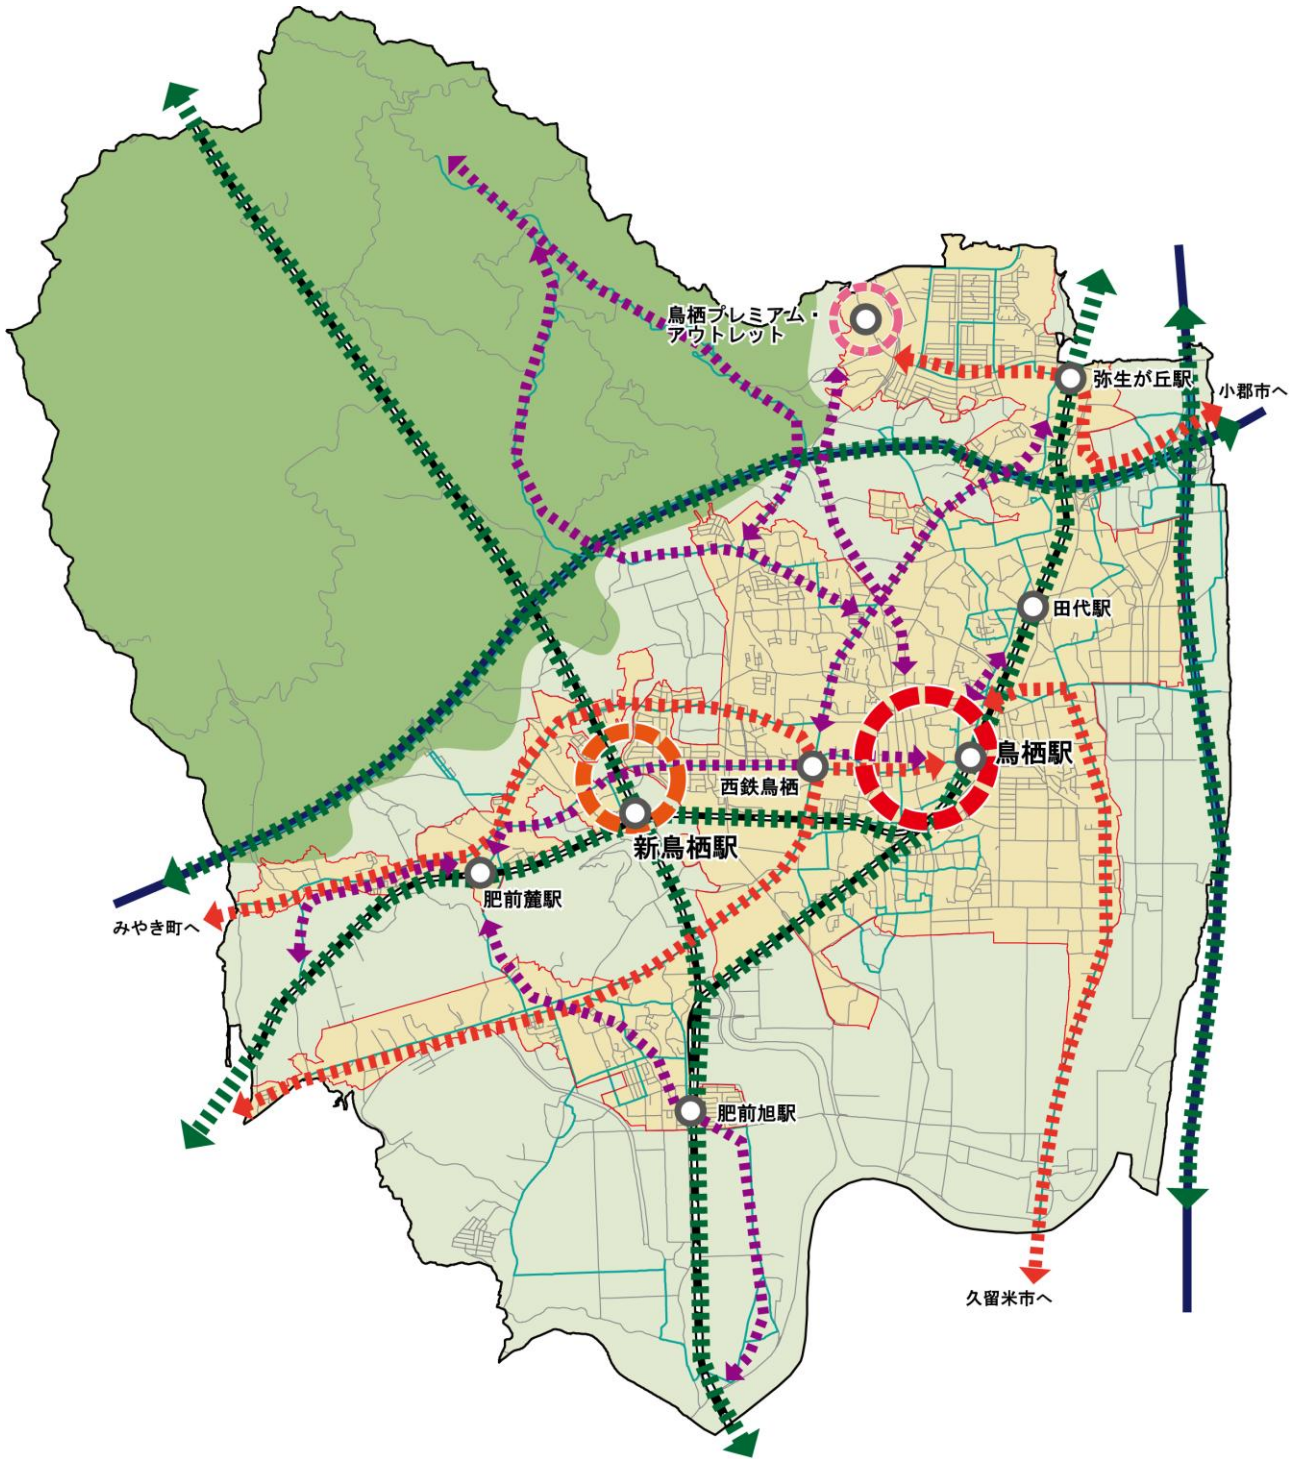 鳥栖プレミアム・
アウトレット
弥生が丘駅
小郡市へ
田代駅
鳥栖駅
西鉄鳥栖
新鳥栖駅
肥前麓駅
みやき町へ
肥前旭駅
久留米市へ